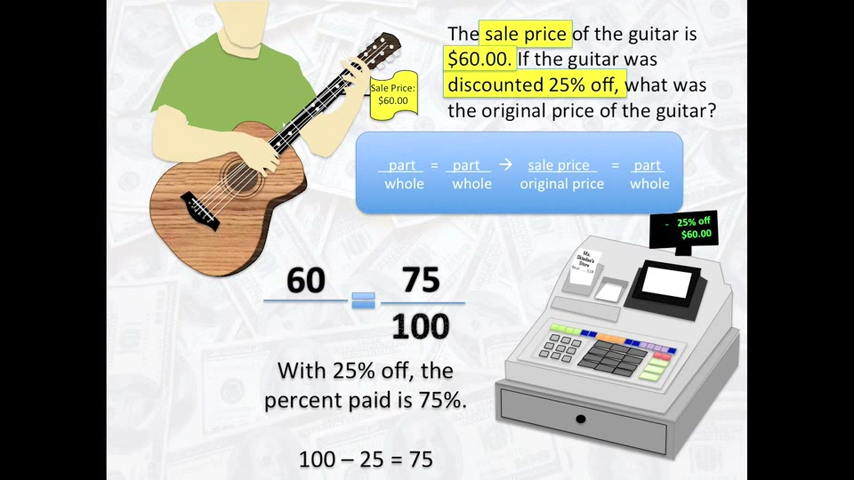 The sale price of the guitar is
$60.00. If the guitar was
discounted 25% off, what was
the original price of the guitar?
Sale Price:
$60.00
part = part → sale price = part
whole whole original price whole
- 25% off
$60.00
Ms.
Store
60 = 75
100
With 25% off, the
percent paid is 75%.
100 – 25 = 75